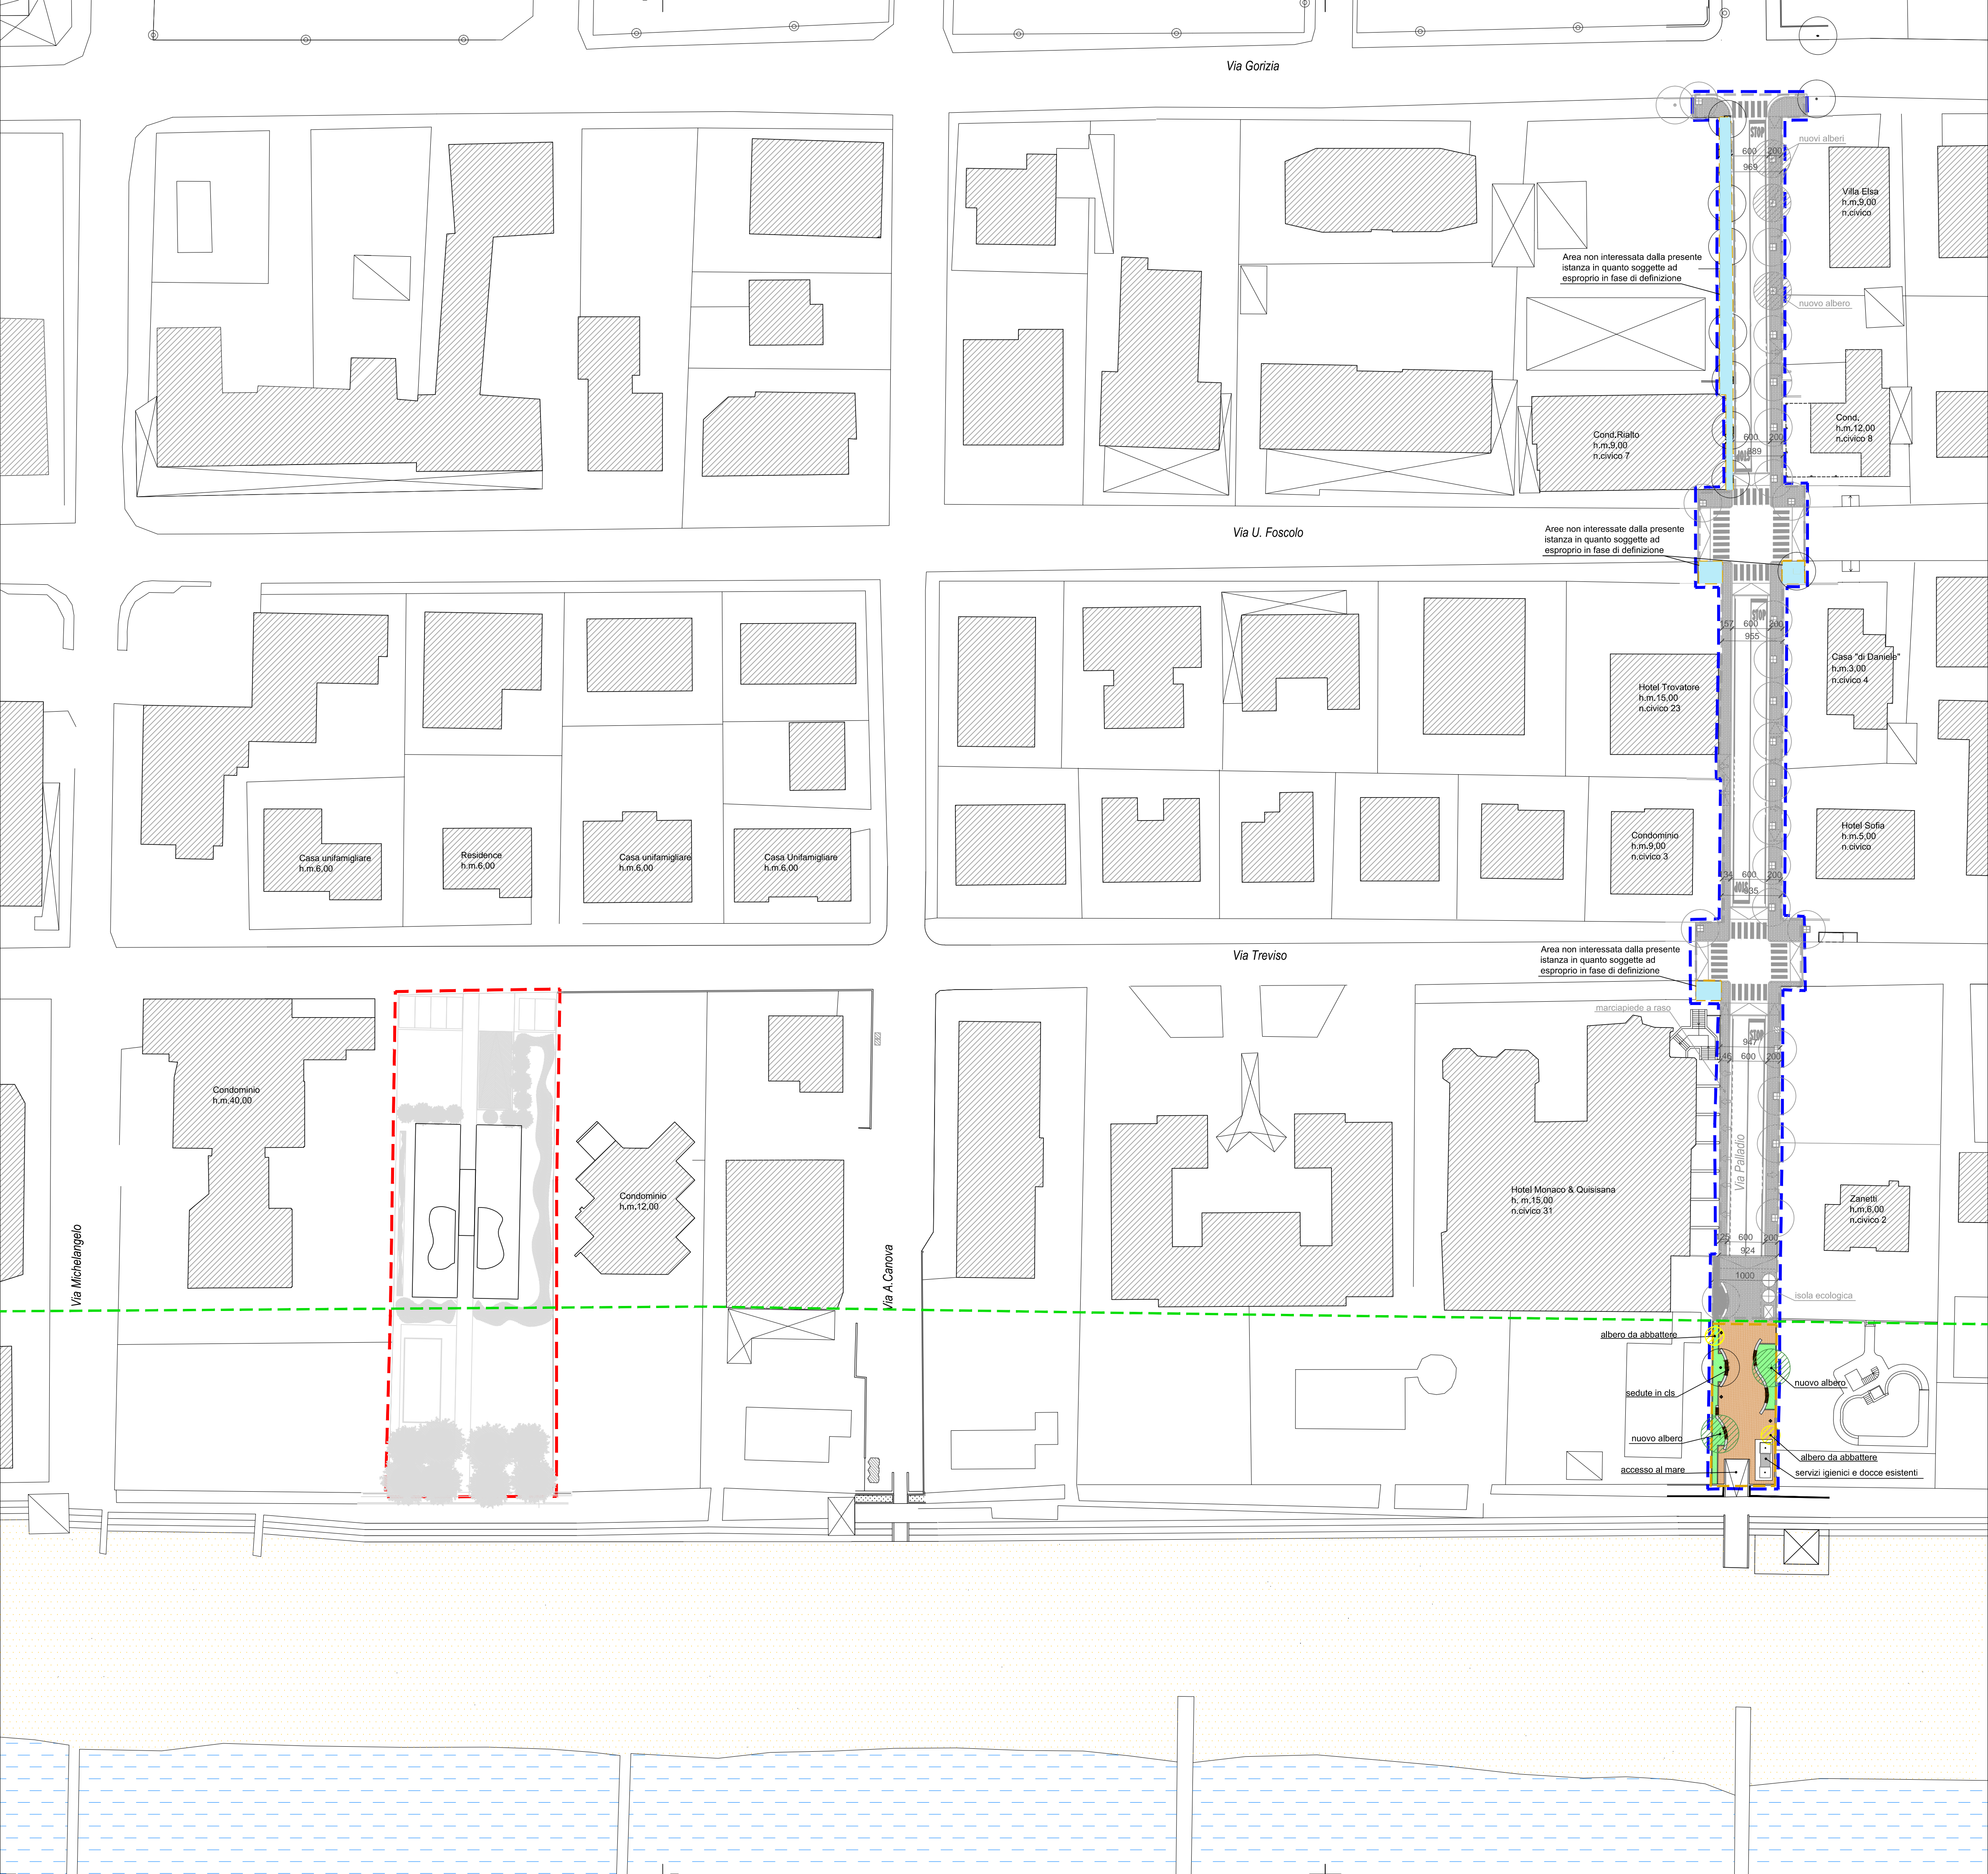 Via Gorizia
STOP
nuovi alberi
600
200
969
Villa Elsa
h.m.9,00
n.civico
Area non interessata dalla presente
istanza in quanto soggette ad
esproprio in fase di definizione
nuovo albero
Cond.Rialto
n.civico 7
h.m.9,00
Cond.
h.m.12,00
n.civico 8
600
200
STOP
Via U. Foscolo
Aree non interessate dalla presente
istanza in quanto soggette ad
esproprio in fase di definizione
STOP
157
600
200
955
Casa "di Daniele"
h.m.3,00
n.civico 4
Hotel Trovatore
h.m.15,00
n.civico 23
Casa unifamigliare
h.m.6,00
Residence
h.m.6,00
Casa unifamigliare
h.m.6,00
Casa Unifamigliare
h.m.6,00
Condominio
h.m.9,00
n.civico 3
Hotel Sofia
h.m.5,00
n.civico
600
200
STOP
Via Treviso
Area non interessata dalla presente
istanza in quanto soggette ad
esproprio in fase di definizione
marciapiede a raso
STOP
947
600
200
Condominio
h.m.40,00
Condominio
h.m.12,00
Hotel Monaco & Quisisana
h. m.15,00
n.civico 31
Via Palladio
Zanetti
h.m.6,00
n.civico 2
600
200
924
1000
Via Michelangelo
Via A.Canova
isola ecologica
albero da abbattere
sedute in cls
nuovo albero
nuovo albero
albero da abbattere
accesso al mare
servizi igienici e docce esistenti